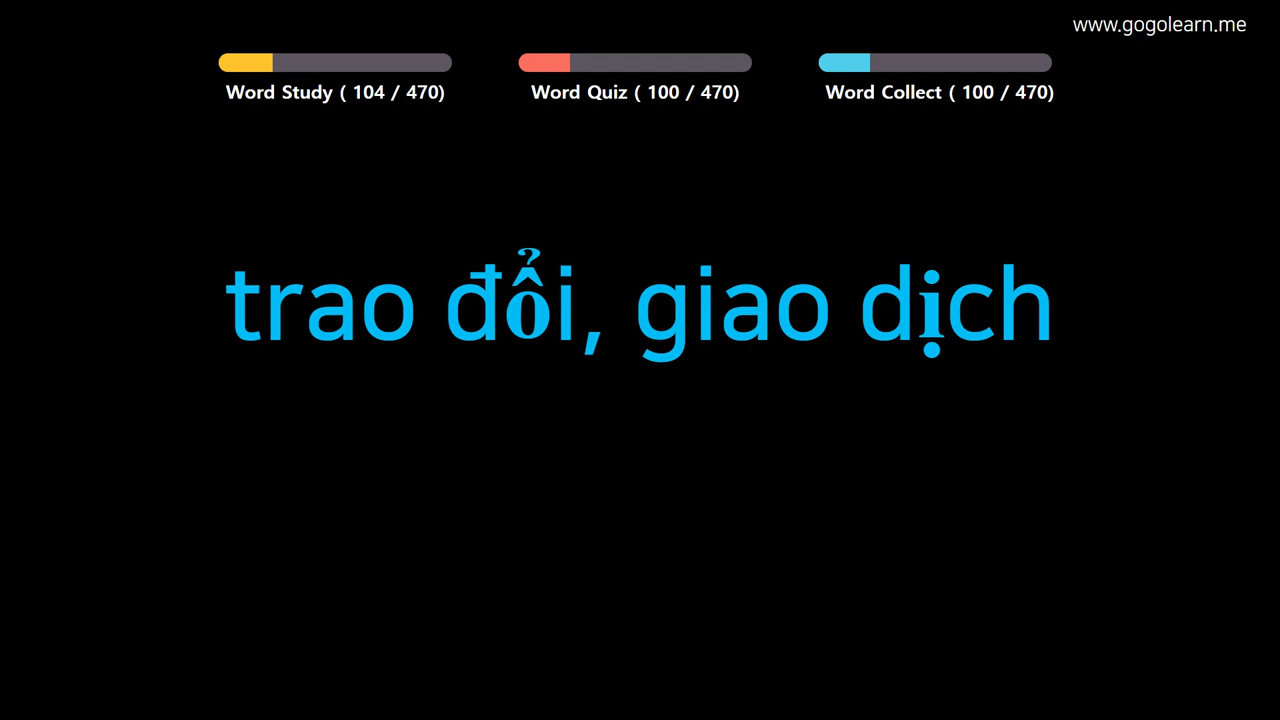 www.gogolearn.me
Word Study ( 104 / 470)
Word Quiz ( 100 / 470)
Word Collect ( 100 / 470)
trao đổi, giao dịch